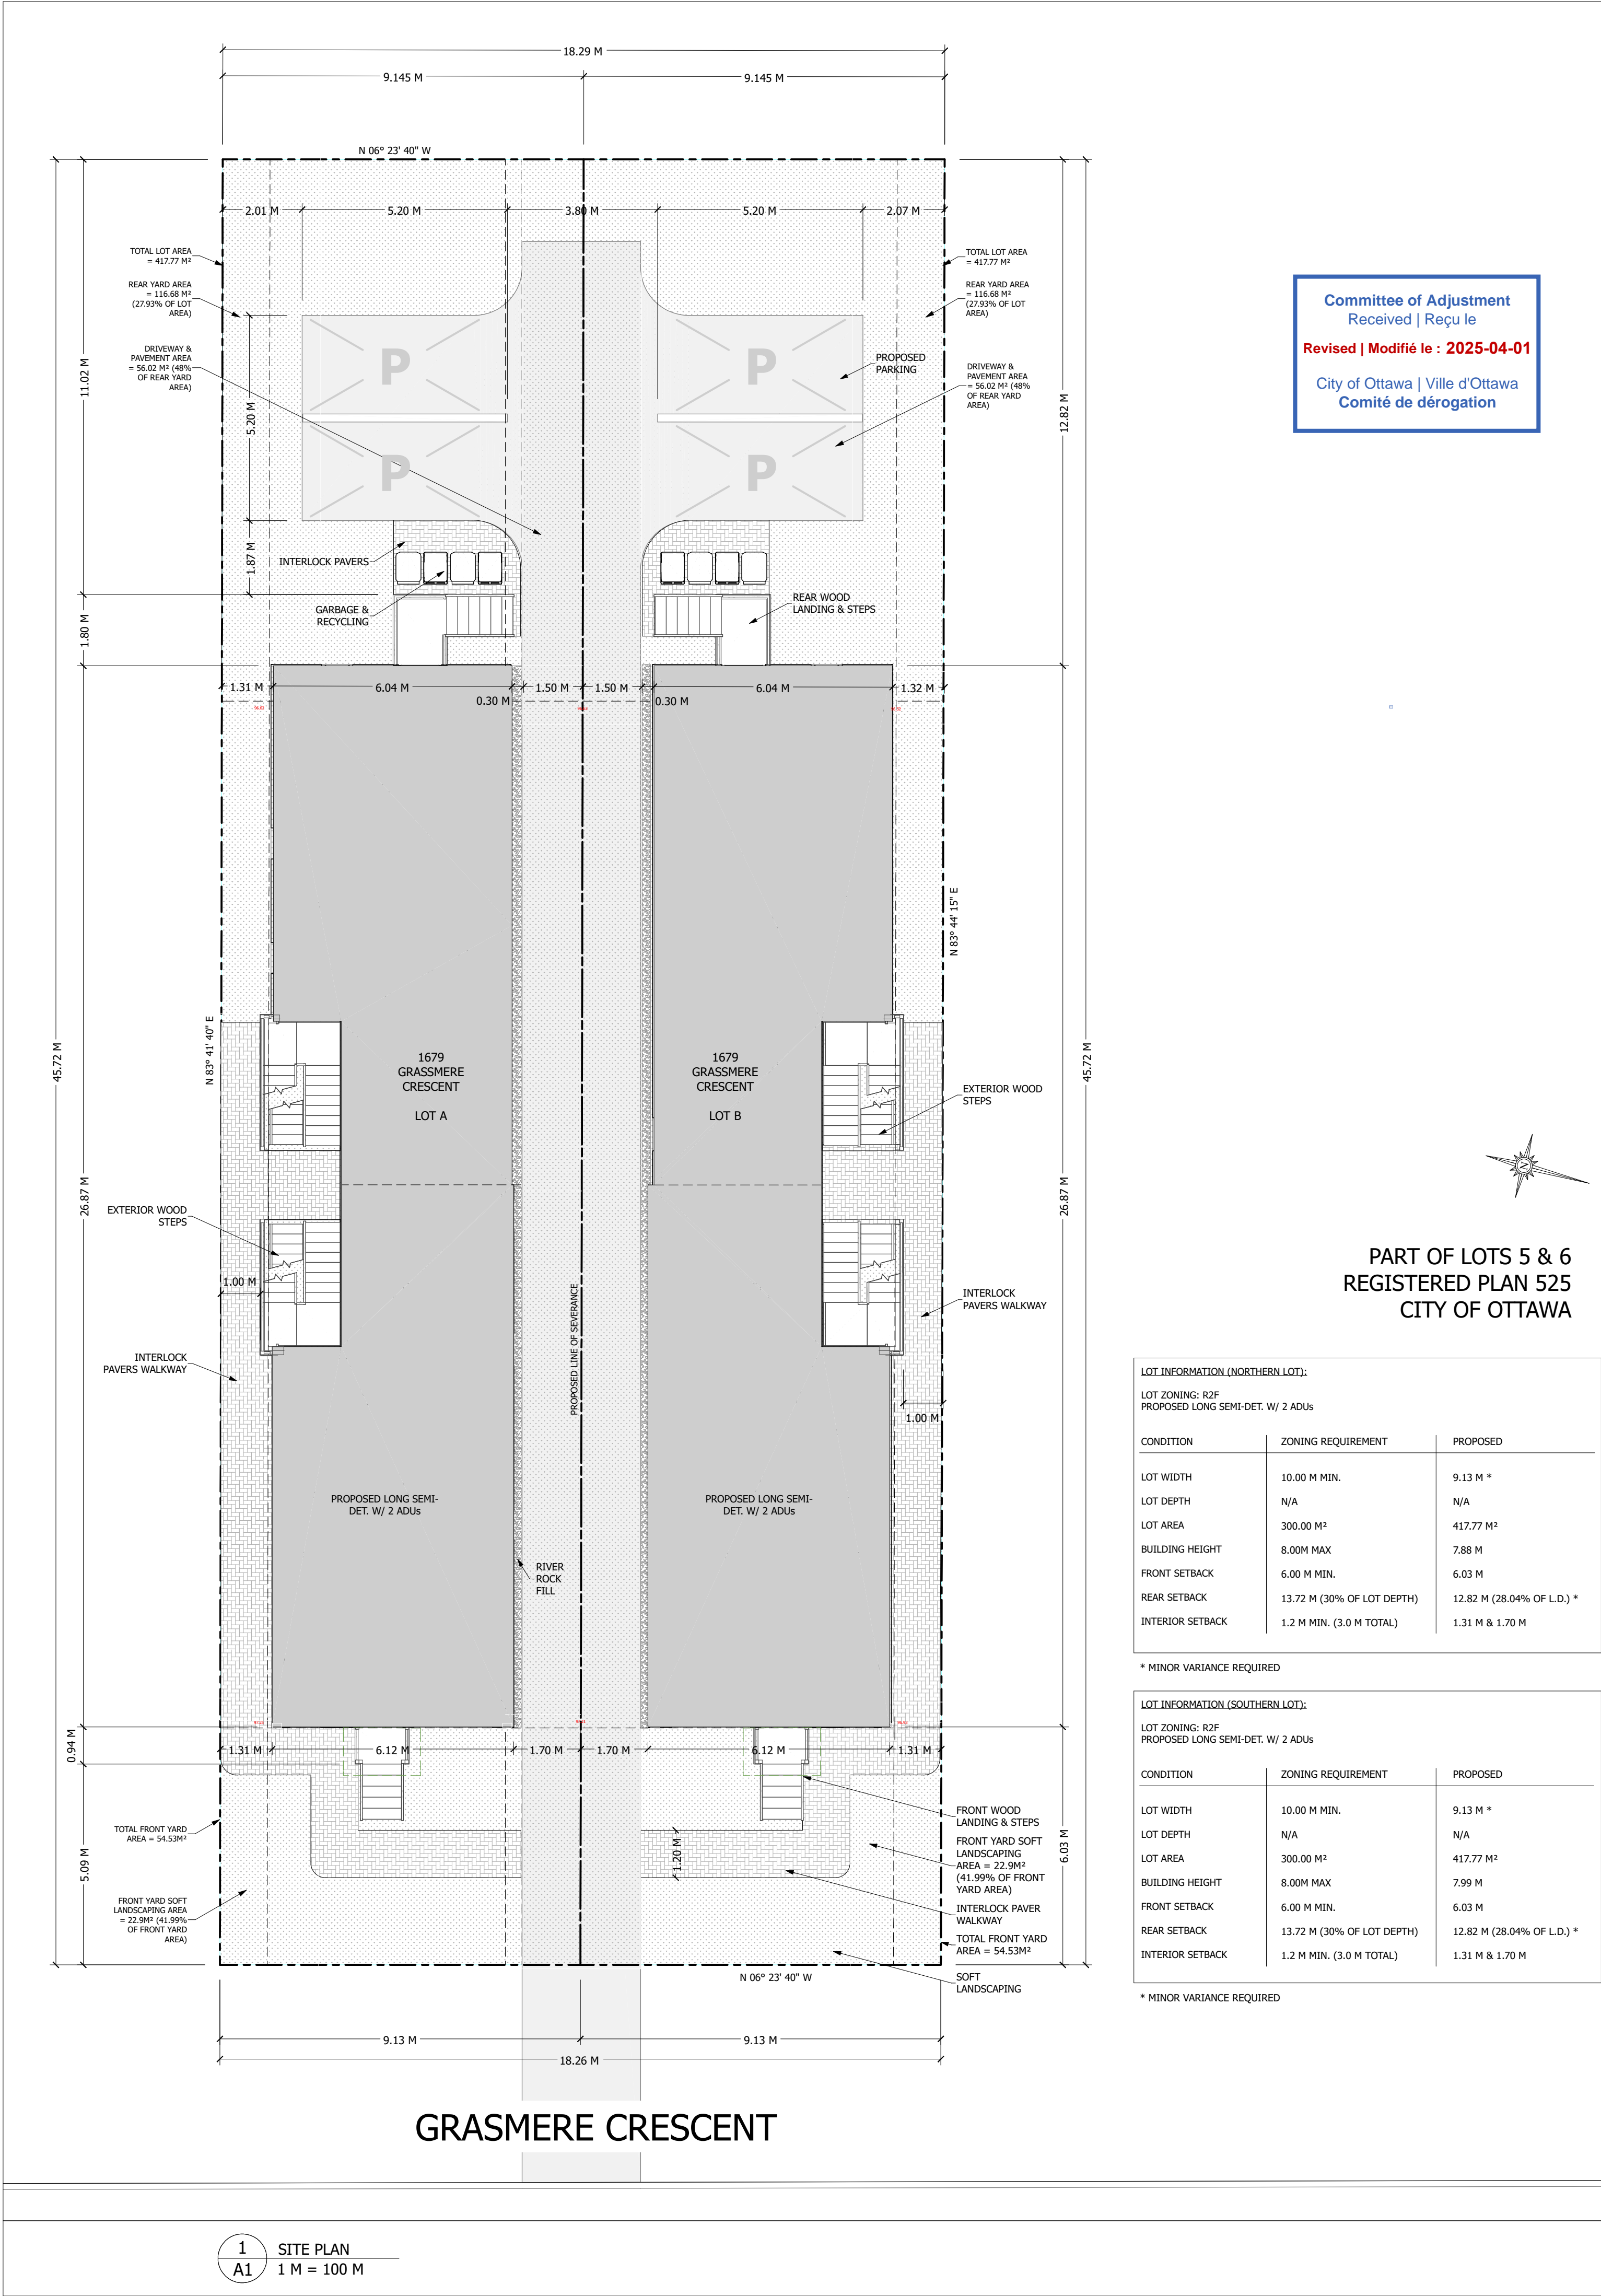 18.29 M
9.145 M
9.145 M
N 06° 23' 40" W
2.01 M
5.20 M
3.80 M
5.20 M
2.07 M
TOTAL LOT AREA
= 417.77 M²
REAR YARD AREA
= 116.68 M²
(27.93% OF LOT
AREA)
DRIVEWAY &
PAVEMENT AREA
= 56.02 M² (48%
OF REAR YARD
AREA)
TOTAL LOT AREA
= 417.77 M²
REAR YARD AREA
= 116.68 M²
(27.93% OF LOT
AREA)
DRIVEWAY &
PAVEMENT AREA
= 56.02 M² (48%
OF REAR YARD
AREA)
Committee of Adjustment
Received | Reçu le
Revised | Modifié le : 2025-04-01
City of Ottawa | Ville d'Ottawa
Comité de dérogation
P
P
P
P
PROPOSED
PARKING
11.02 M
5.20 M
12.82 M
1.87 M
INTERLOCK PAVERS
GARBAGE &
RECYCLING
REAR WOOD
LANDING & STEPS
1.80 M
1.31 M
6.04 M
0.30 M
1.50 M
1.50 M
0.30 M
6.04 M
1.32 M
N 83° 44' 15" E
N 83° 41' 40" E
45.72 M
45.72 M
1679
GRASSMERE
CRESCENT
LOT A
1679
GRASSMERE
CRESCENT
LOT B
EXTERIOR WOOD
STEPS
26.87 M
26.87 M
EXTERIOR WOOD
STEPS
1.00 M
PROPOSED LINE OF SEVERANCE
INTERLOCK
PAVERS WALKWAY
INTERLOCK
PAVERS WALKWAY
1.00 M
N
PART OF LOTS 5 & 6
REGISTERED PLAN 525
CITY OF OTTAWA
PROPOSED LONG SEMI-
DET. W/ 2 ADUs
PROPOSED LONG SEMI-
DET. W/ 2 ADUs
RIVER
ROCK
FILL
LOT INFORMATION (NORTHERN LOT):
LOT ZONING: R2F
PROPOSED LONG SEMI-DET. W/ 2 ADUs
CONDITION ZONING REQUIREMENT PROPOSED
LOT WIDTH 10.00 M MIN. 9.13 M *
LOT DEPTH N/A N/A
LOT AREA 300.00 M² 417.77 M²
BUILDING HEIGHT 8.00M MAX 7.88 M
FRONT SETBACK 6.00 M MIN. 6.03 M
REAR SETBACK 13.72 M (30% OF LOT DEPTH) 12.82 M (28.04% OF L.D.) *
INTERIOR SETBACK 1.2 M MIN. (3.0 M TOTAL) 1.31 M & 1.70 M
* MINOR VARIANCE REQUIRED
LOT INFORMATION (SOUTHERN LOT):
LOT ZONING: R2F
PROPOSED LONG SEMI-DET. W/ 2 ADUs
CONDITION ZONING REQUIREMENT PROPOSED
LOT WIDTH 10.00 M MIN. 9.13 M *
LOT DEPTH N/A N/A
LOT AREA 300.00 M² 417.77 M²
BUILDING HEIGHT 8.00M MAX 7.99 M
FRONT SETBACK 6.00 M MIN. 6.03 M
REAR SETBACK 13.72 M (30% OF LOT DEPTH) 12.82 M (28.04% OF L.D.) *
INTERIOR SETBACK 1.2 M MIN. (3.0 M TOTAL) 1.31 M & 1.70 M
* MINOR VARIANCE REQUIRED
0.94 M
1.31 M
6.12 M
1.70 M
1.70 M
6.12 M
1.31 M
TOTAL FRONT YARD
AREA = 54.53M²
5.09 M
1.20 M
6.03 M
FRONT YARD SOFT
LANDSCAPING AREA
= 22.9M² (41.99%
OF FRONT YARD
AREA)
FRONT WOOD
LANDING & STEPS
FRONT YARD SOFT
LANDSCAPING
AREA = 22.9M²
(41.99% OF FRONT
YARD AREA)
INTERLOCK PAVER
WALKWAY
TOTAL FRONT YARD
AREA = 54.53M²
SOFT
LANDSCAPING
N 06° 23' 40" W
9.13 M
9.13 M
18.26 M
GRASMERE CRESCENT
1
A1
SITE PLAN
1 M = 100 M